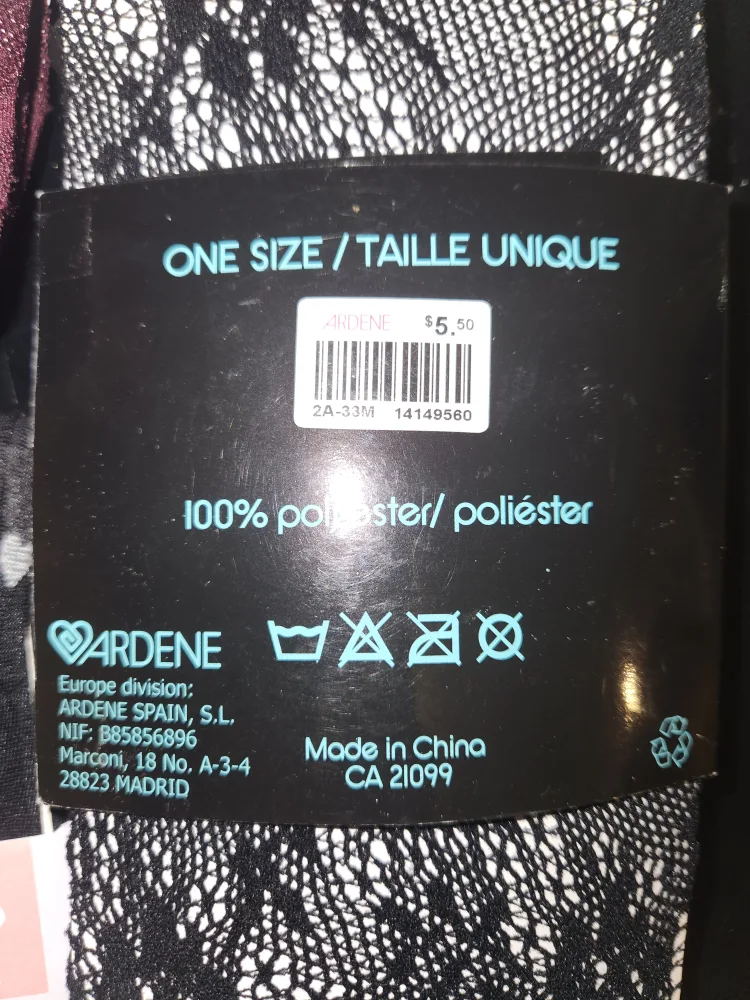 ONE SIZE / TAILLE UNIQUE
ARDENE $5.50
2A-33M 14149560
100% polyester/ poliéster
ARDENE
Europe division:
ARDENE SPAIN, S.L.
NIF: B85856896
Marconi, 18 No. A-3-4
28823 MADRID
Made in China
CA 21099